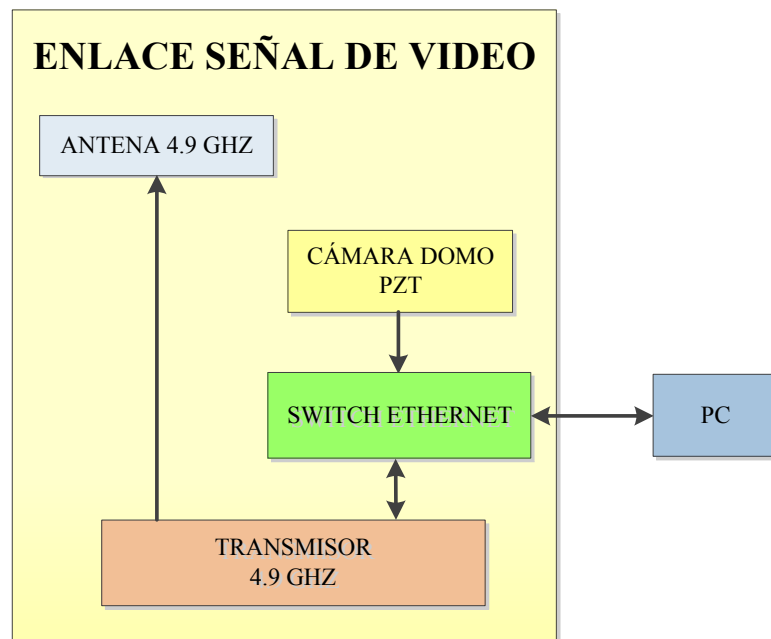 ENLACE SEÑAL DE VIDEO
ANTENA 4.9 GHZ
CÁMARA DOMO
PZT
SWITCH ETHERNET
PC
TRANSMISOR
4.9 GHZ